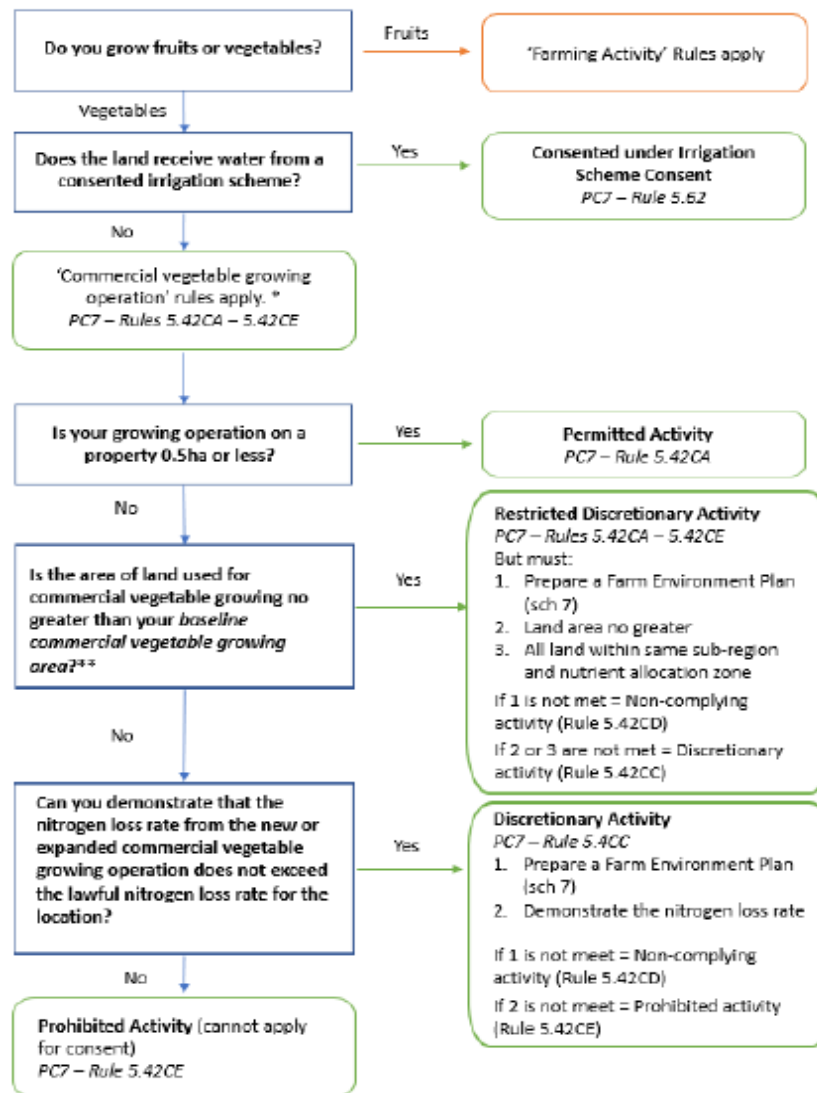 Do you grow fruits or vegetables?
Fruits
'Farming Activity' Rules apply
Vegetables
Does the land receive water from a
consented irrigation scheme?
Yes
Consented under Irrigation
Scheme Consent
PC7 – Rule 5.62
No
'Commercial vegetable growing
operation' rules apply. *
PC7 – Rules 5.42CA – 5.42CE
Is your growing operation on a
property 0.5ha or less?
Yes
Permitted Activity
PC7 – Rule 5.42CA
No
Is the area of land used for
commercial vegetable growing no
greater than your baseline
commercial vegetable growing
area?**
Yes
Restricted Discretionary Activity
PC7 – Rules 5.42CA – 5.42CE
But must:
1. Prepare a Farm Environment Plan
(sch 7)
2. Land area no greater
3. All land within same sub-region
and nutrient allocation zone
If 1 is not met = Non-complying
activity (Rule 5.42CD)
If 2 or 3 are not met = Discretionary
activity (Rule 5.42CC)
No
Can you demonstrate that the
nitrogen loss rate from the new or
expanded commercial vegetable
growing operation does not exceed
the lawful nitrogen loss rate for the
location?
Yes
Discretionary Activity
PC7 – Rule 5.4CC
1. Prepare a Farm Environment Plan
(sch 7)
2. Demonstrate the nitrogen loss rate
If 1 is not meet = Non-complying
activity (Rule 5.42CD)
If 2 is not meet = Prohibited activity
(Rule 5.42CE)
No
Prohibited Activity (cannot apply
for consent)
PC7 – Rule 5.42CE